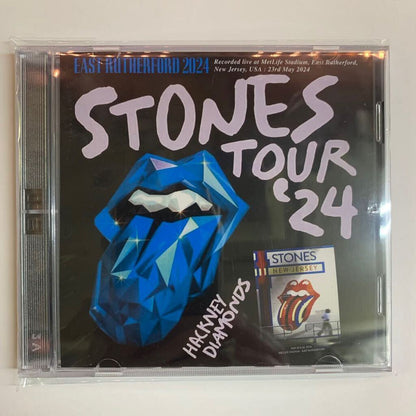 EAST RUTHERFORD 2024
Recorded live at MetLife Stadium, East Rutherford,
New Jersey, USA / 23rd May 2024
STONES
TOUR
'24
HACKNEY
DIAMONDS
STONES
NEW JERSEY